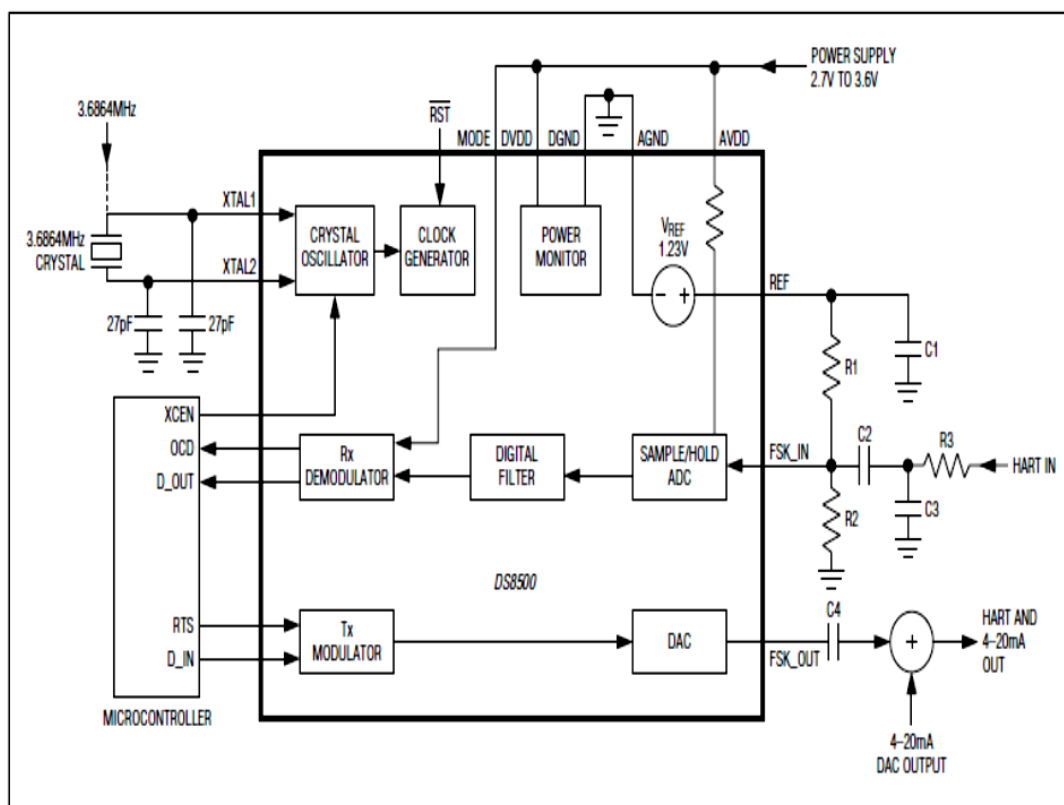 POWER SUPPLY
2.7V TO 3.6V
3.6864MHz
RST
MODE
DVDD
DGND
AGND
AVDD
XTAL1
3.6864MHz
CRYSTAL
XTAL2
CRYSTAL
OSCILLATOR
CLOCK
GENERATOR
POWER
MONITOR
VREF
1.23V
- +
REF
27pF
27pF
R1
C1
XCEN
OCD
D_OUT
Rx
DEMODULATOR
DIGITAL
FILTER
SAMPLE/HOLD
ADC
FSK_IN
C2
R3
HART IN
R2
C3
DS8500
RTS
D_IN
Tx
MODULATOR
DAC
FSK_OUT
C4
+
HART AND
4–20mA
OUT
MICROCONTROLLER
4–20mA
DAC OUTPUT